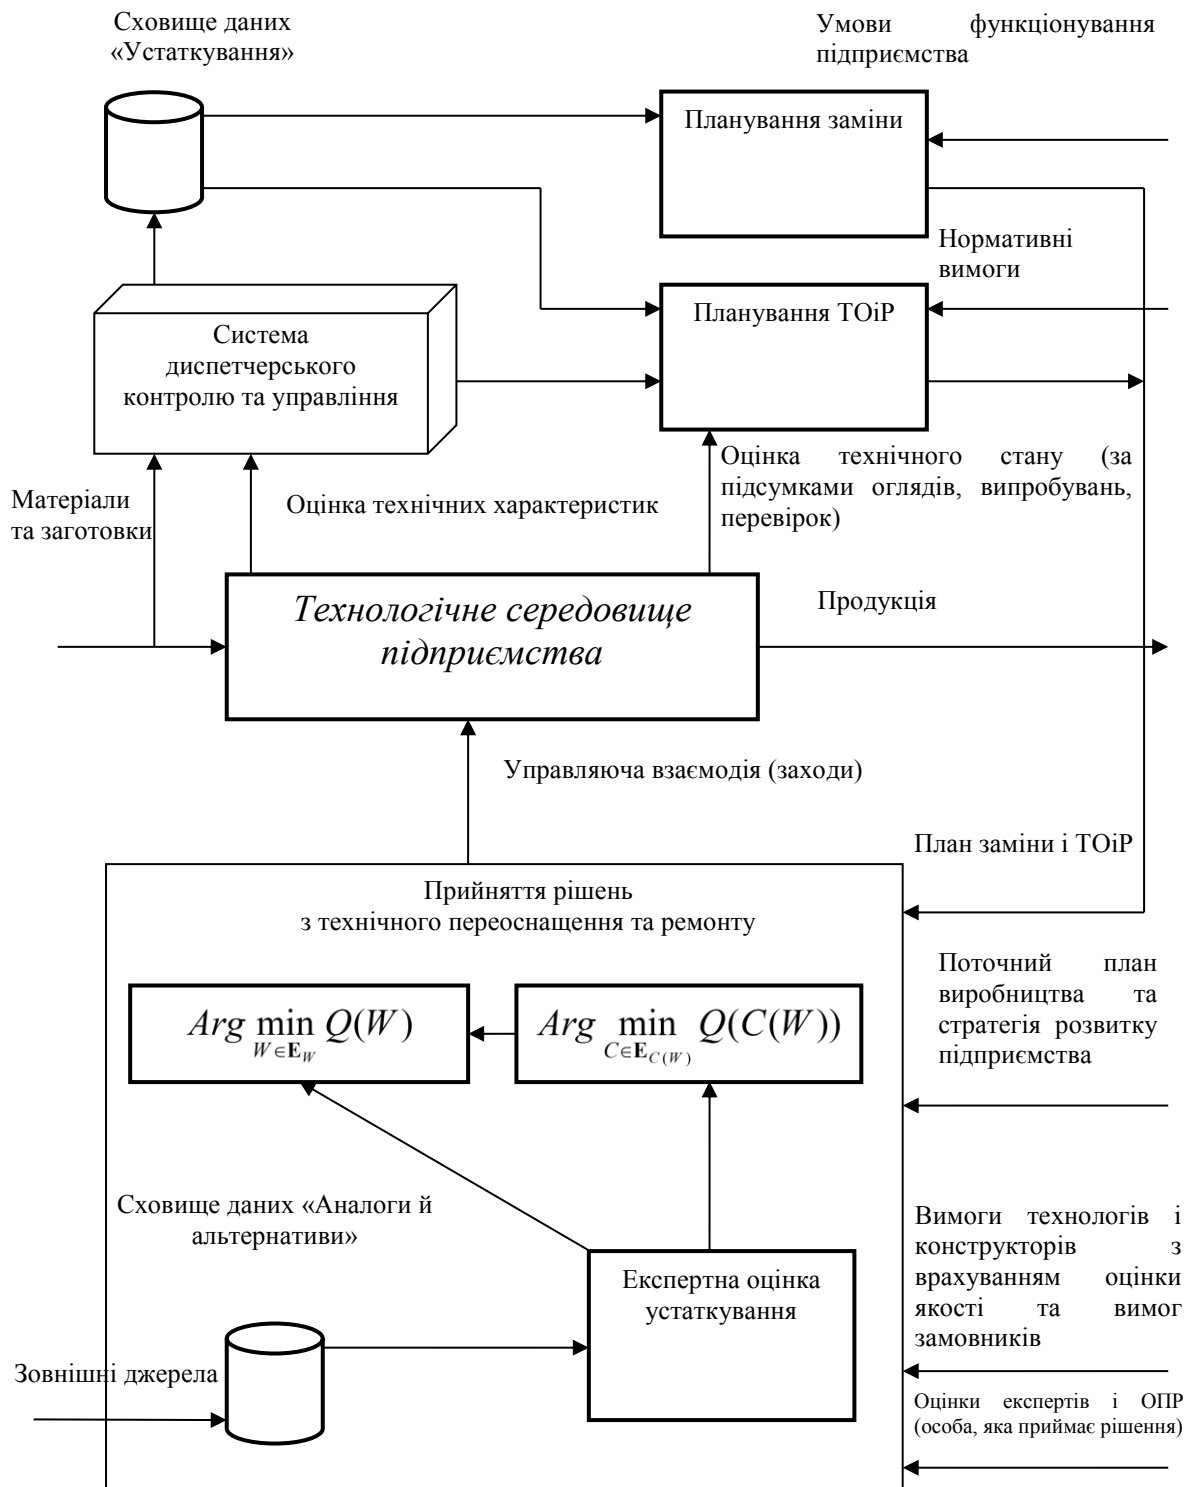 Сховище даних
«Устаткування»
Умови функціонування
підприємства
Планування заміни
Нормативні
вимоги
Планування ТОіР
Система
диспетчерського
контролю та управління
Оцінка технічного стану (за
підсумками оглядів, випробувань,
перевірок)
Матеріали
та заготовки
Оцінка технічних характеристик
Технологічне середовище
підприємства
Продукція
Управляюча взаємодія (заходи)
План заміни і ТОіР
Прийняття рішень
з технічного переоснащення та ремонту
Поточний план
виробництва та
стратегія розвитку
підприємства
Arg min Q(W)
W∈E_W
Arg min Q(C(W))
C∈E_C(W)
Сховище даних «Аналоги й
альтернативи»
Вимоги технологів і
конструкторів з
врахуванням оцінки
якості та вимог
замовників
Експертна оцінка
устаткування
Зовнішні джерела
Оцінки експертів і ОПР
(особа, яка приймає рішення)